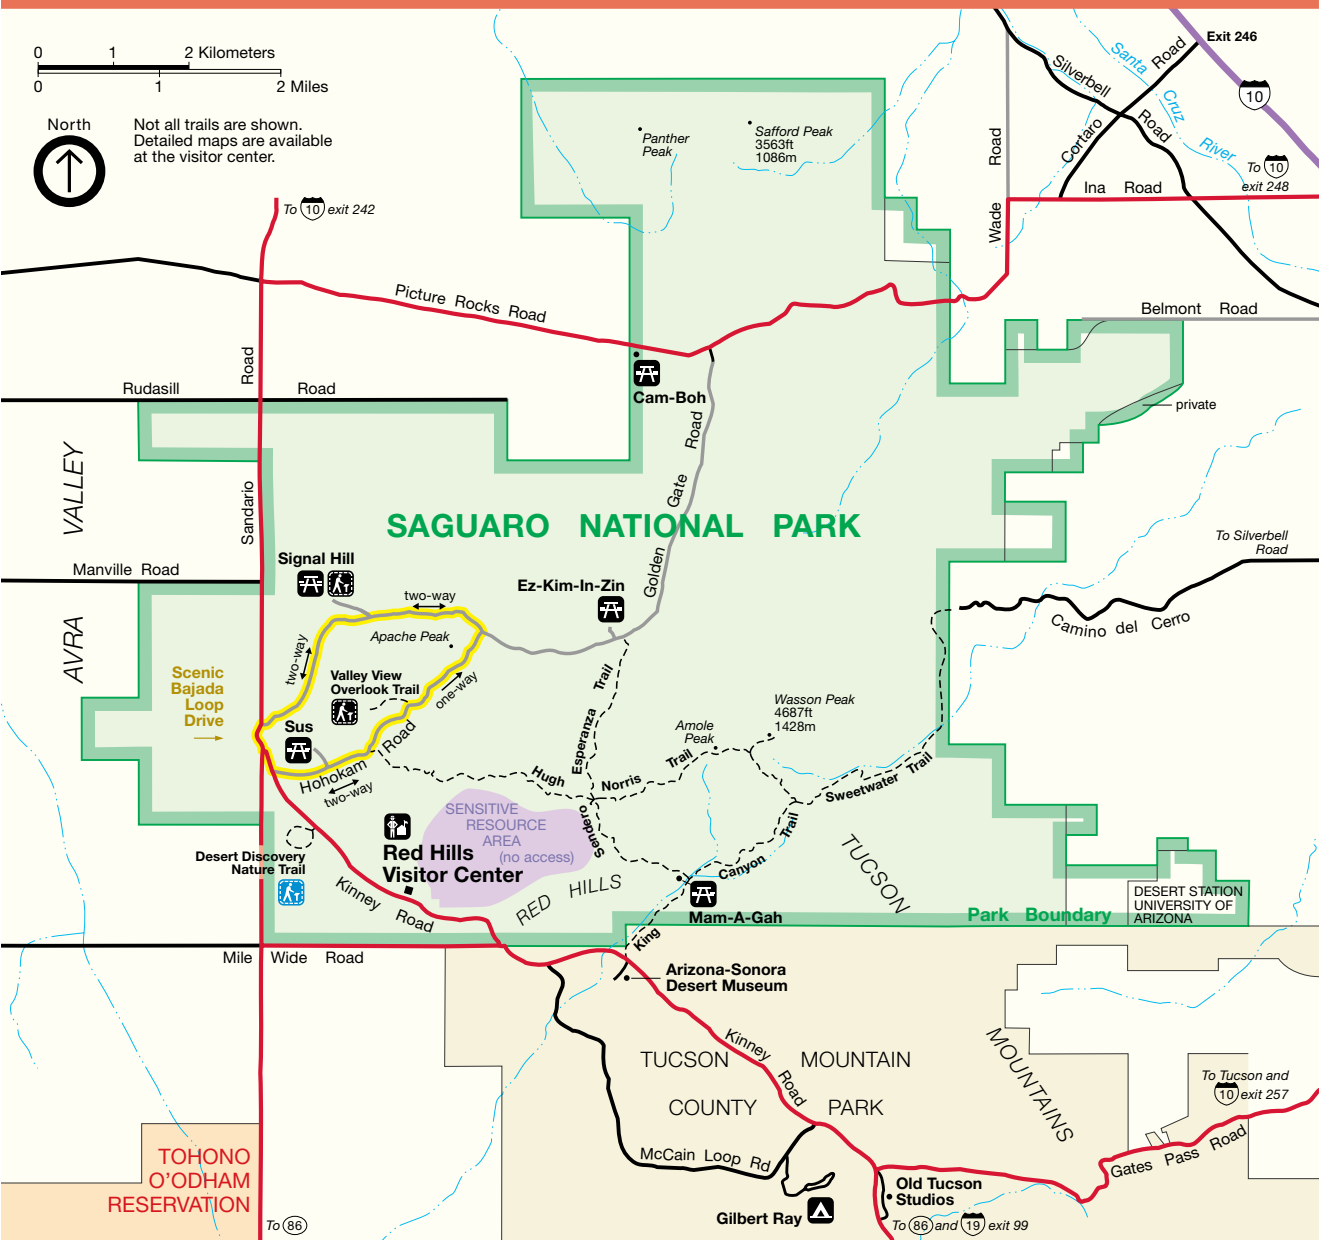 0 1 2 Kilometers
0 1 2 Miles
North
Not all trails are shown.
Detailed maps are available
at the visitor center.
To 10 exit 242
Panther
Peak
Safford Peak
3563ft
1086m
Silverbell
Road
Santa
Cruz
River
Cortaro
Road
Exit 246
10
To 10
exit 248
Ina Road
Wade
Road
Belmont Road
Picture Rocks Road
Cam-Boh
private
Rudasill Road
Sandario
Road
AVRA
VALLEY
Golden
Gate
Road
SAGUARO NATIONAL PARK
To Silverbell
Road
Manville Road
Signal Hill
two-way
Ez-Kim-In-Zin
Camino del Cerro
Apache Peak
two-way
Valley View
Overlook Trail
one-way
Scenic
Bajada
Loop
Drive
Sus
Hohokam
Road
two-way
Esperanza
Trail
Wasson Peak
4687ft
1428m
Amole
Peak
Hugh Norris Trail
Sweetwater Trail
Sendero
SENSITIVE
RESOURCE
AREA
(no access)
Red Hills
Visitor Center
Desert Discovery
Nature Trail
Kinney Road
RED HILLS
King
Canyon
Trail
Mam-A-Gah
TUCSON
MOUNTAINS
Park Boundary
DESERT STATION
UNIVERSITY OF
ARIZONA
Mile Wide Road
Arizona-Sonora
Desert Museum
Kinney
Road
TUCSON MOUNTAIN
COUNTY PARK
To Tucson and
10 exit 257
McCain Loop Rd
Gates Pass Road
TOHONO
O'ODHAM
RESERVATION
Old Tucson
Studios
Gilbert Ray
To 86
To 86 and 19 exit 99